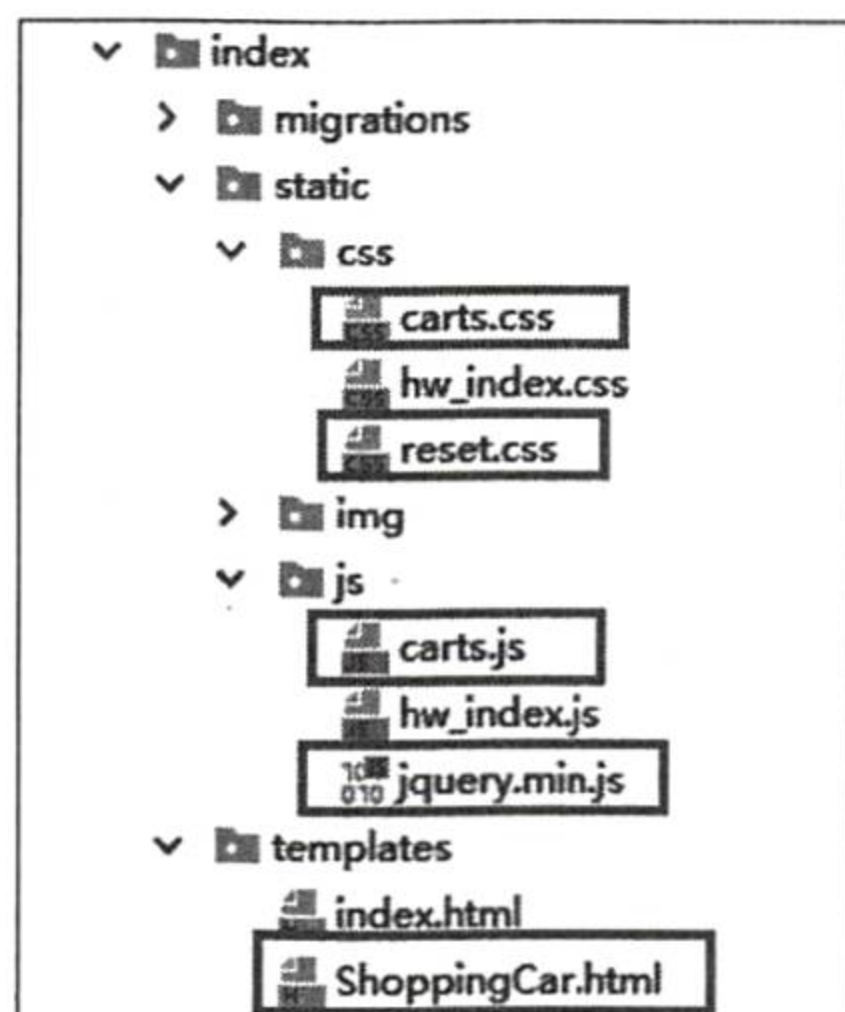 index
migrations
static
css
carts.css
hw_index.css
reset.css
img
js
carts.js
hw_index.js
jquery.min.js
templates
index.html
ShoppingCar.html